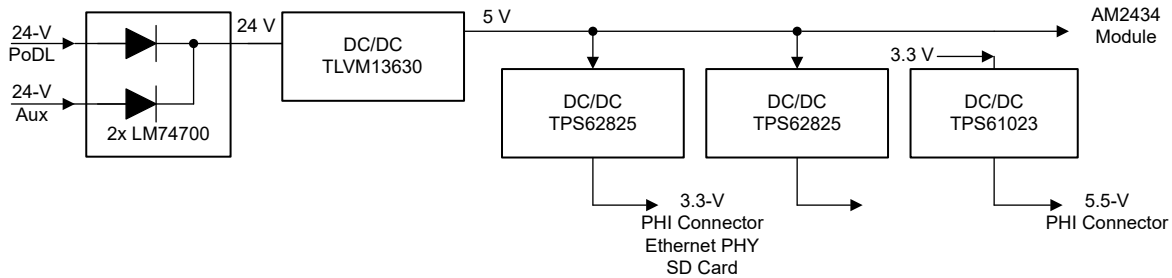 24-V
PoDL
24-V
Aux
2x LM74700
24 V
DC/DC
TLVM13630
5 V
AM2434
Module
DC/DC
TPS62825
DC/DC
TPS62825
3.3 V
DC/DC
TPS61023
3.3-V
PHI Connector
Ethernet PHY
SD Card
5.5-V
PHI Connector